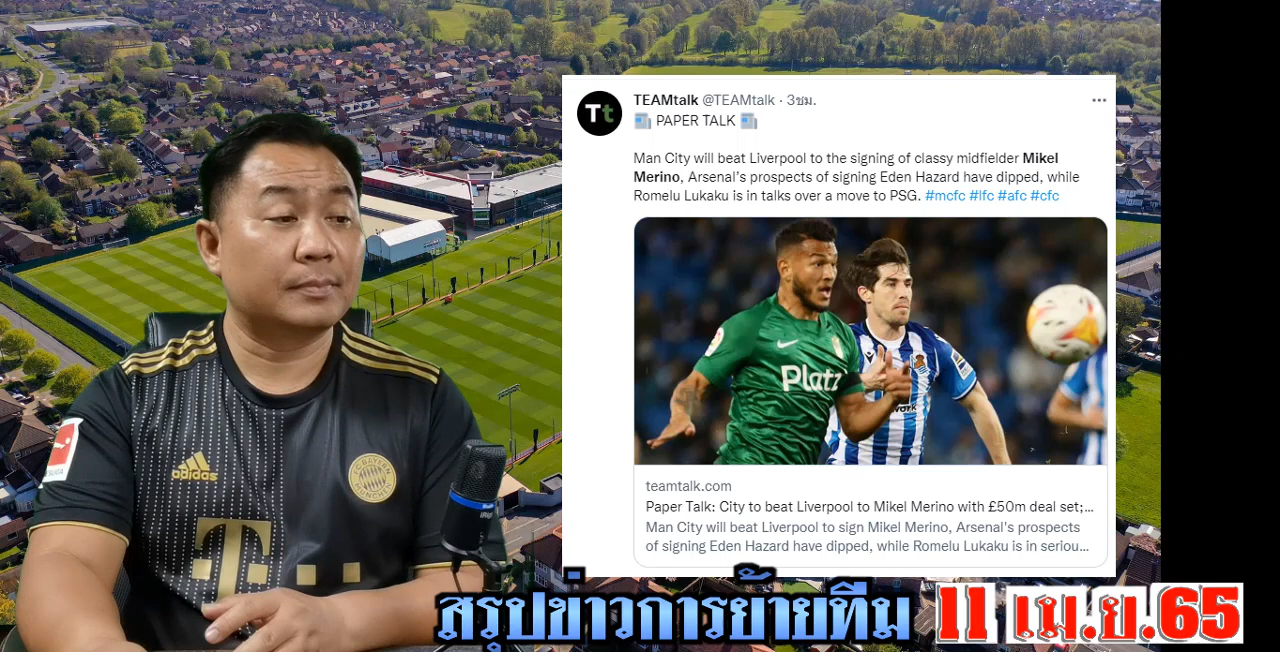 TEAMtalk @TEAMtalk · 3ชม.
PAPER TALK
Man City will beat Liverpool to the signing of classy midfielder Mikel
Merino, Arsenal's prospects of signing Eden Hazard have dipped, while
Romelu Lukaku is in talks over a move to PSG. #mcfc #lfc #afc #cfc
Platz
teamtalk.com
Paper Talk: City to beat Liverpool to Mikel Merino with £50m deal set;...
Man City will beat Liverpool to sign Mikel Merino, Arsenal's prospects
of signing Eden Hazard have dipped, while Romelu Lukaku is in seriou...
Tt
adidas
FC BAYERN
MÜNCHEN
T
iRig
สรุปข่าวการย้ายทีม 11 เม.ย.65